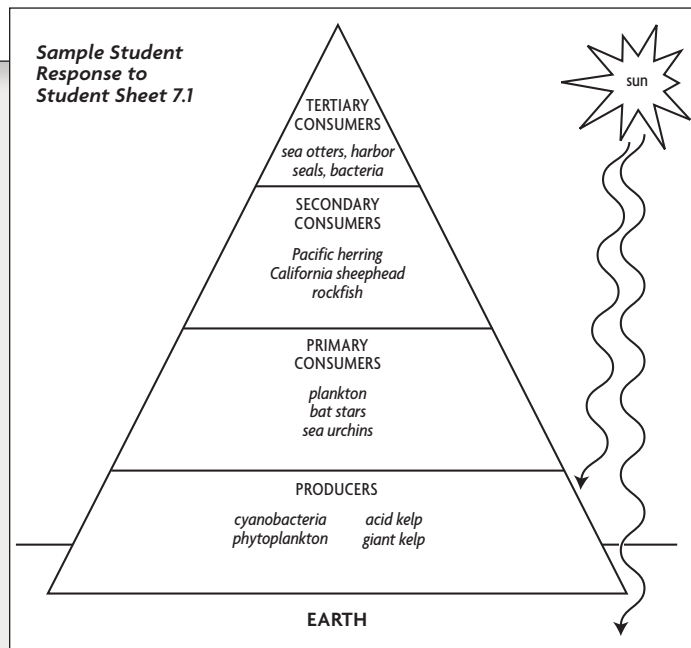 Sample Student
Response to
Student Sheet 7.1
sun
TERTIARY
CONSUMERS
sea otters, harbor
seals, bacteria
SECONDARY
CONSUMERS
Pacific herring
California sheephead
rockfish
PRIMARY
CONSUMERS
plankton
bat stars
sea urchins
PRODUCERS
cyanobacteria acid kelp
phytoplankton giant kelp
EARTH